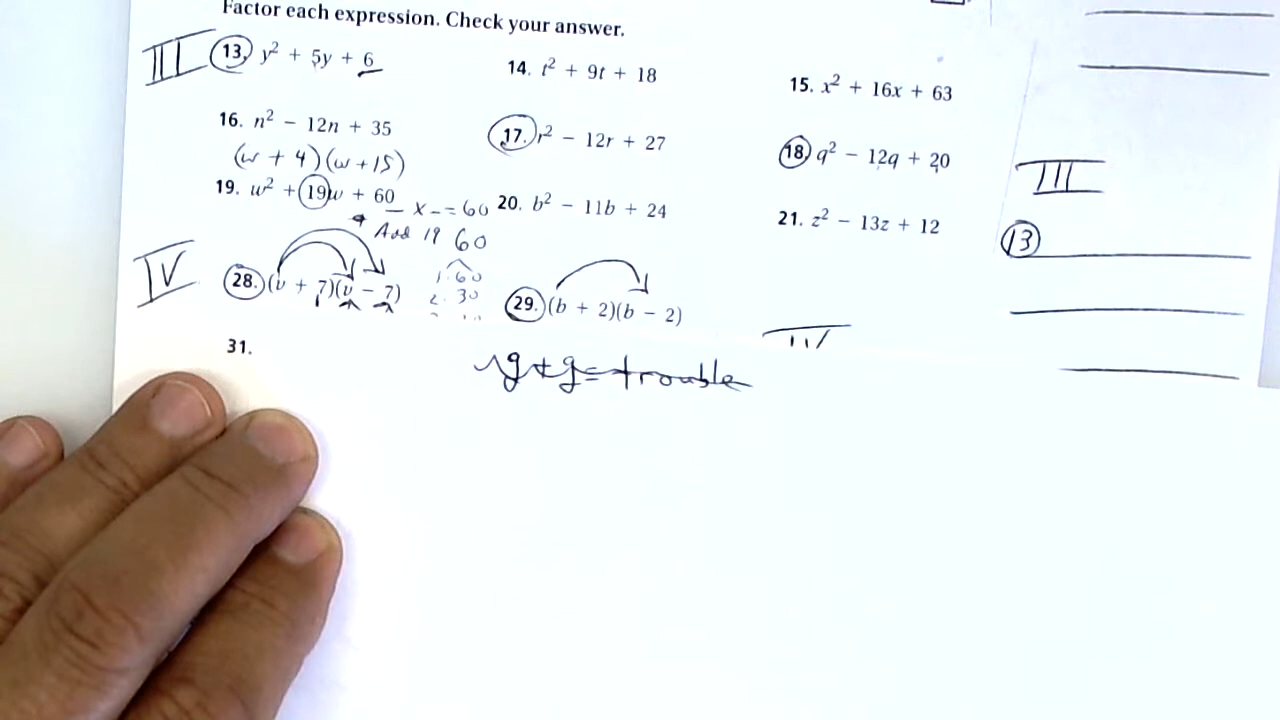 Factor each expression. Check your answer.
III 13. y² + 5y + 6
14. t² + 9t + 18
15. x² + 16x + 63
16. n² − 12n + 35
17. r² − 12r + 27
18. q² − 12q + 20
(w + 4)(w + 15)
19. w² + 19w + 60
_ x _ = 60
20. b² − 11b + 24
21. z² − 13z + 12
Add 19
60
1. 60
2. 30
IV 28. (v + 7)(v − 7)
29. (b + 2)(b − 2)
31.
g + g = trouble
III
13
IV